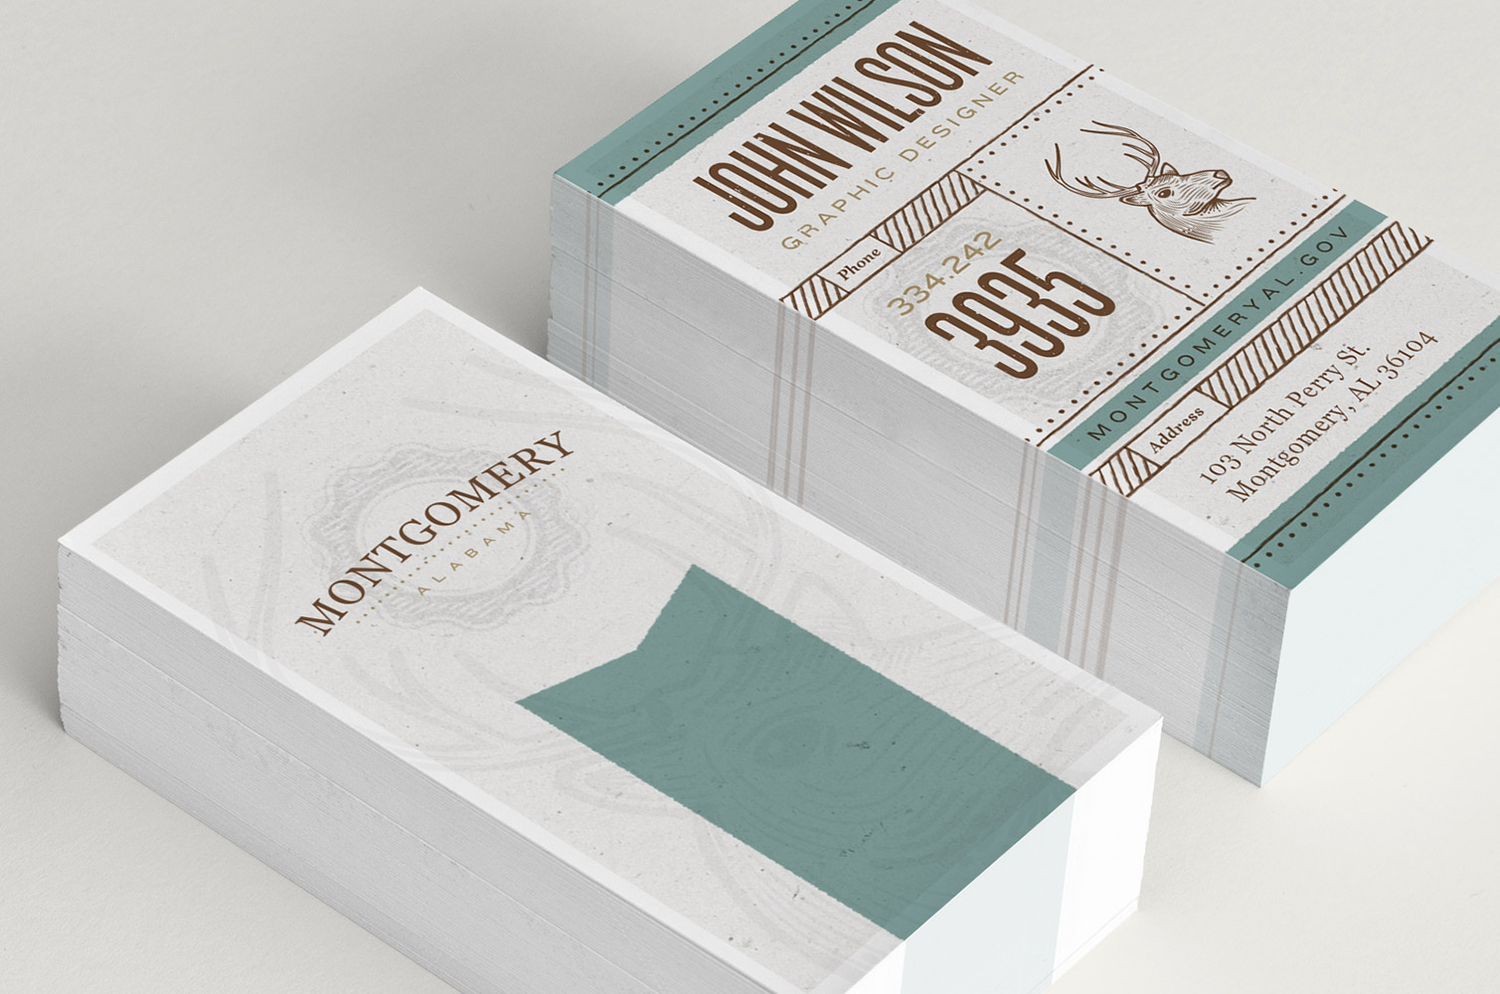 JOHN WILSON
GRAPHIC DESIGNER
Phone
334.242
3935
MONTGOMERYAL.GOV
Address
103 North Perry St.
Montgomery, AL 36104
MONTGOMERY
ALABAMA